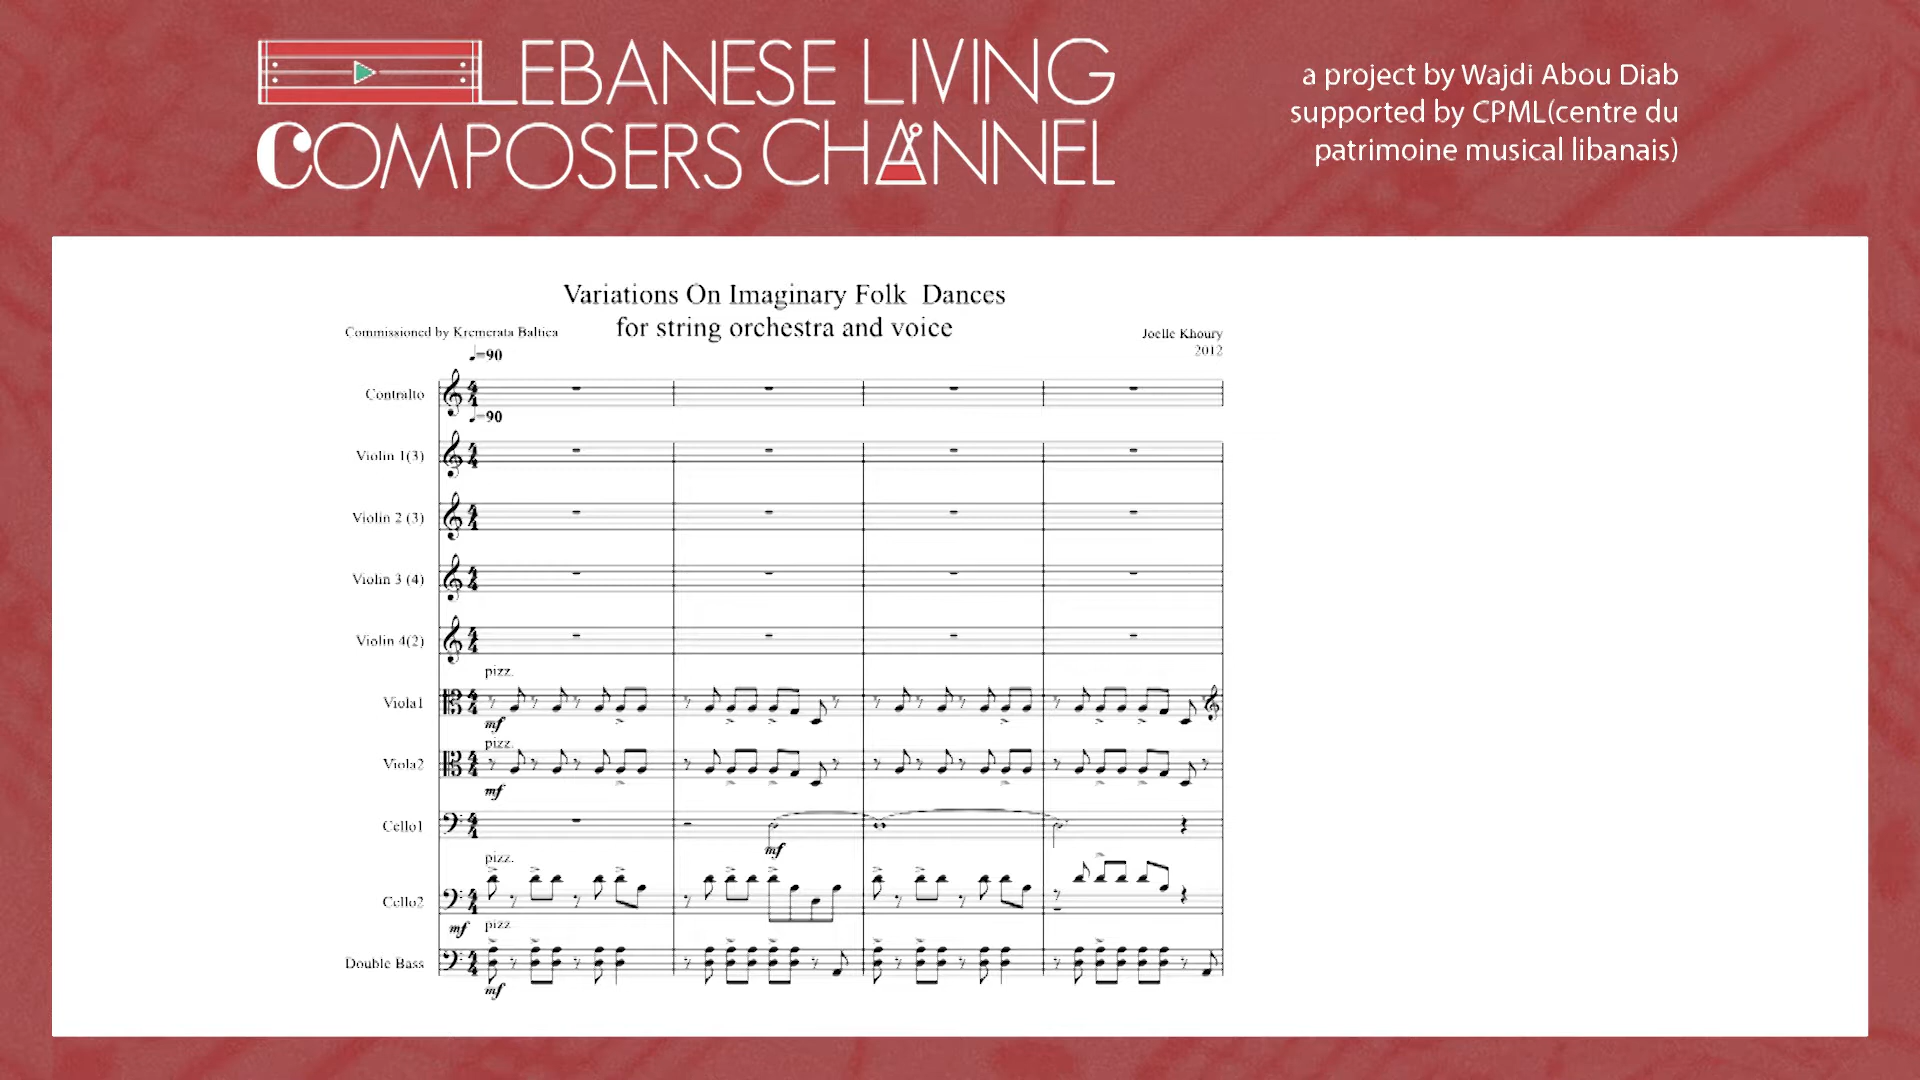 LEBANESE LIVING
COMPOSERS CHANNEL
a project by Wajdi Abou Diab
supported by CPML(centre du
patrimoine musical libanais)
Variations On Imaginary Folk Dances
for string orchestra and voice
Commissioned by Kremerata Baltica
Joelle Khoury
2012
♩=90
Contralto
♩=90
Violin 1(3)
Violin 2 (3)
Violin 3 (4)
Violin 4(2)
pizz.
Viola1
mf
pizz.
Viola2
mf
Cello1
mf
pizz.
Cello2
mf
pizz
Double Bass
mf